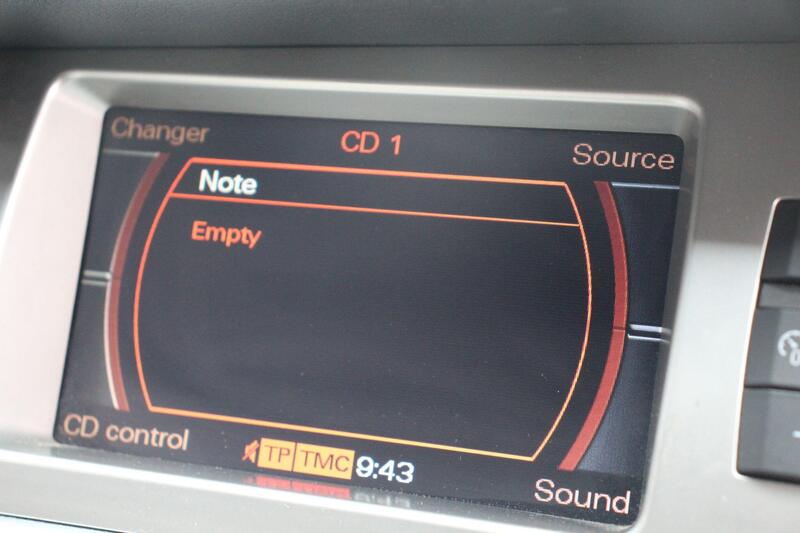 Changer
CD 1
Source
Note
Empty
CD control
TP TMC 9:43
Sound